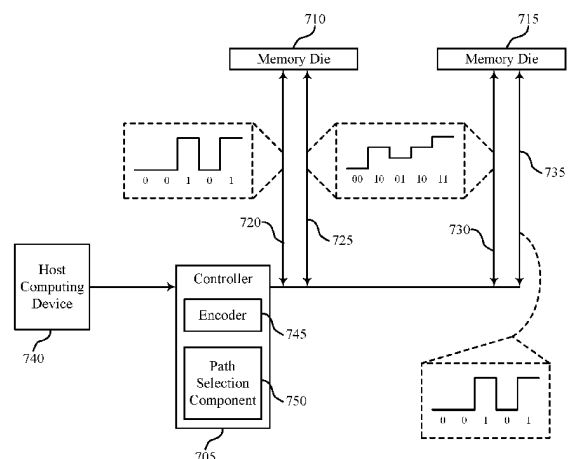 710
715
Memory Die
Memory Die
0 0 1 0 1
00 10 01 10 11
735
720
725
730
Host
Computing
Device
740
Controller
Encoder
745
Path
Selection
Component
750
705
0 0 1 0 1